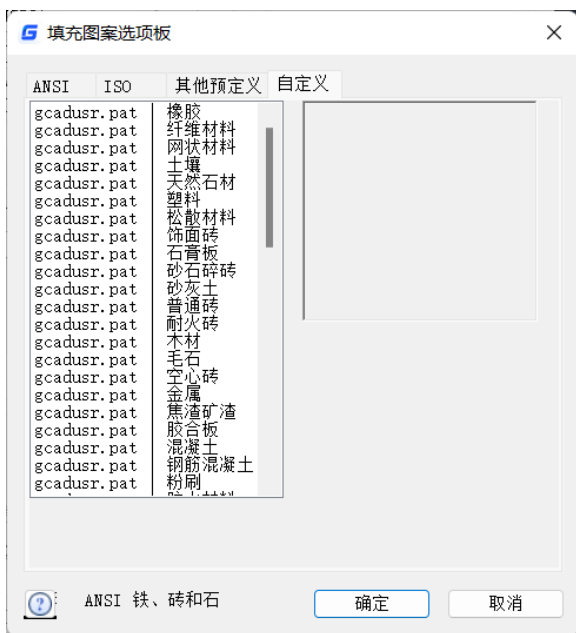 填充图案选项板
ANSI ISO 其他预定义 自定义
gcadusr.pat 橡胶
gcadusr.pat 纤维材料
gcadusr.pat 网状材料
gcadusr.pat 土壤
gcadusr.pat 天然石材
gcadusr.pat 塑料
gcadusr.pat 松散材料
gcadusr.pat 饰面砖
gcadusr.pat 石膏板
gcadusr.pat 砂石碎砖
gcadusr.pat 砂灰土
gcadusr.pat 普通砖
gcadusr.pat 耐火砖
gcadusr.pat 木材
gcadusr.pat 毛石
gcadusr.pat 空心砖
gcadusr.pat 金属
gcadusr.pat 焦渣矿渣
gcadusr.pat 胶合板
gcadusr.pat 混凝土
gcadusr.pat 钢筋混凝土
gcadusr.pat 粉刷
ANSI 铁、砖和石
确定 取消